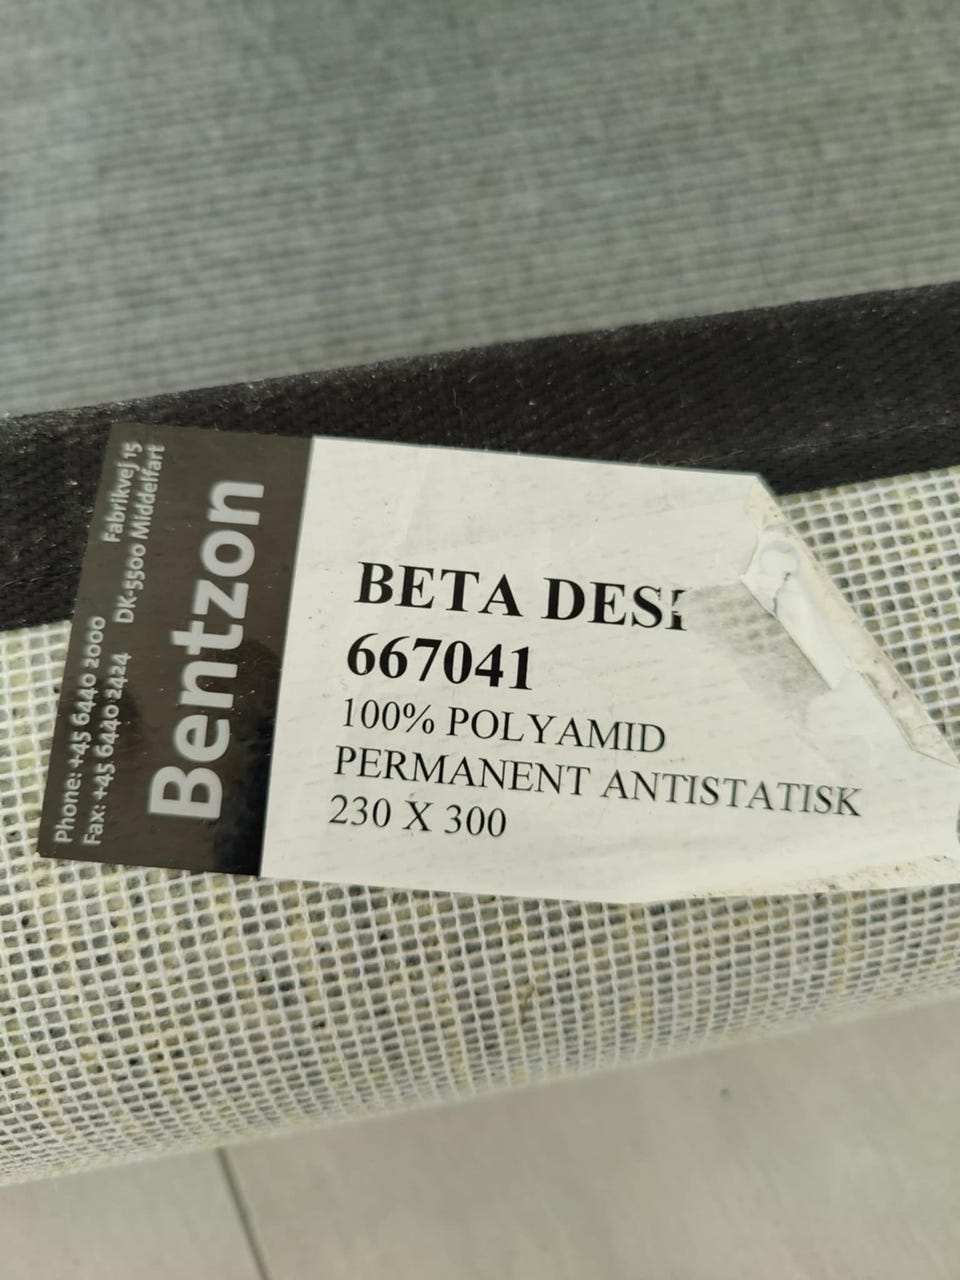 Bentzon
Fabrikvej 15
DK-5500 Middelfart
Phone: +45 6440 2000
Fax: +45 6440 2424
BETA
667041
100% POLYAMID
PERMANENT ANTISTATISK
230 X 300